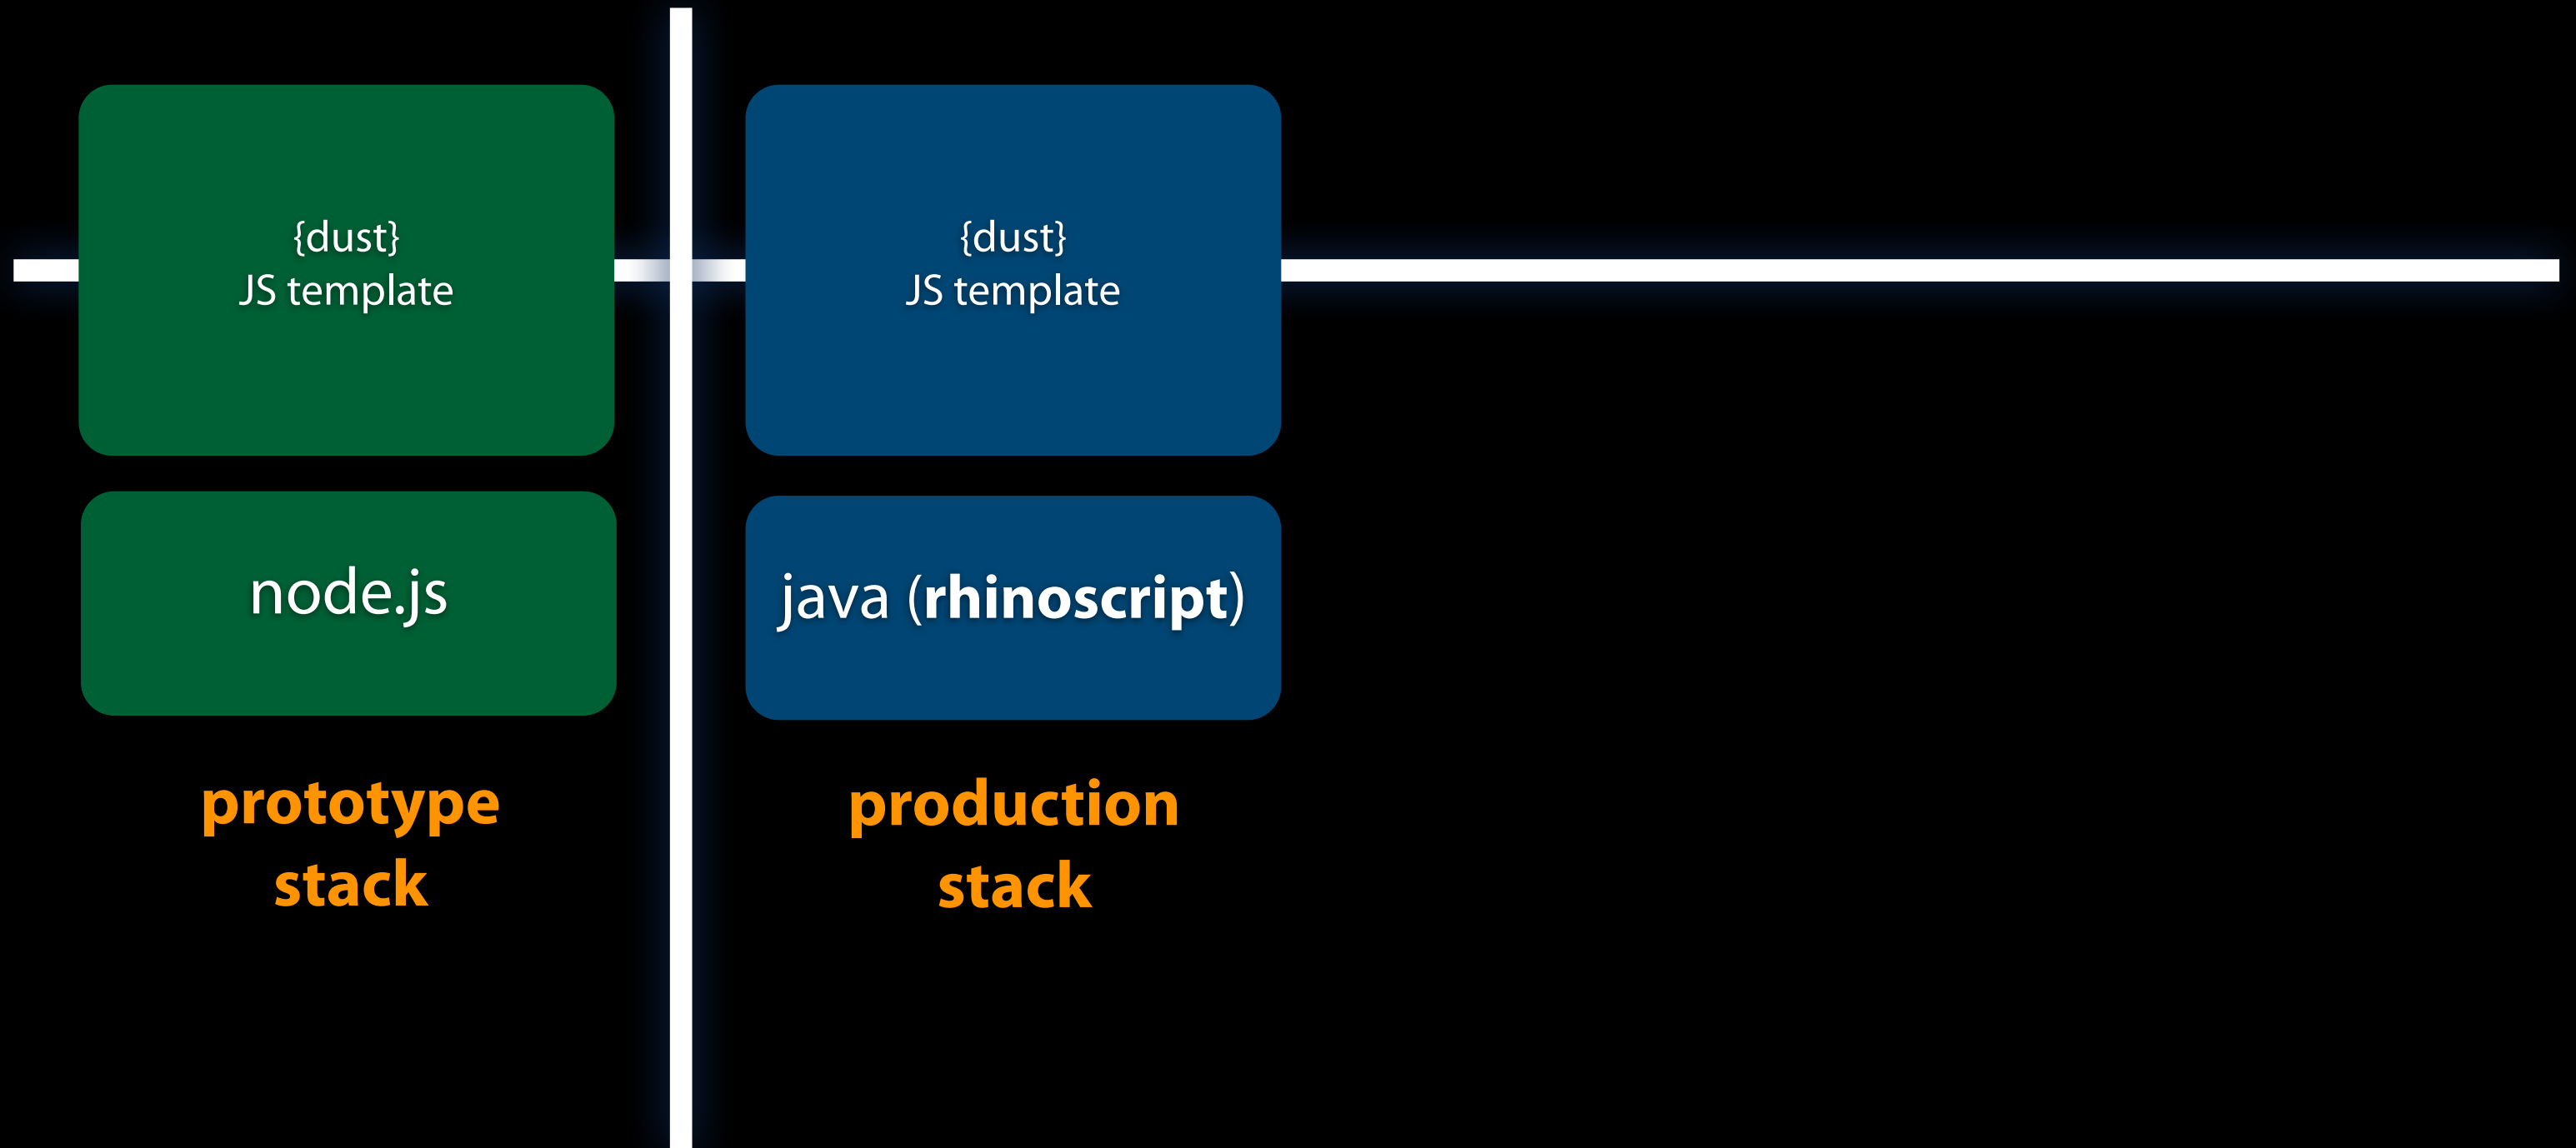 {dust}
JS template
node.js
prototype
stack
{dust}
JS template
java (rhinoscript)
production
stack